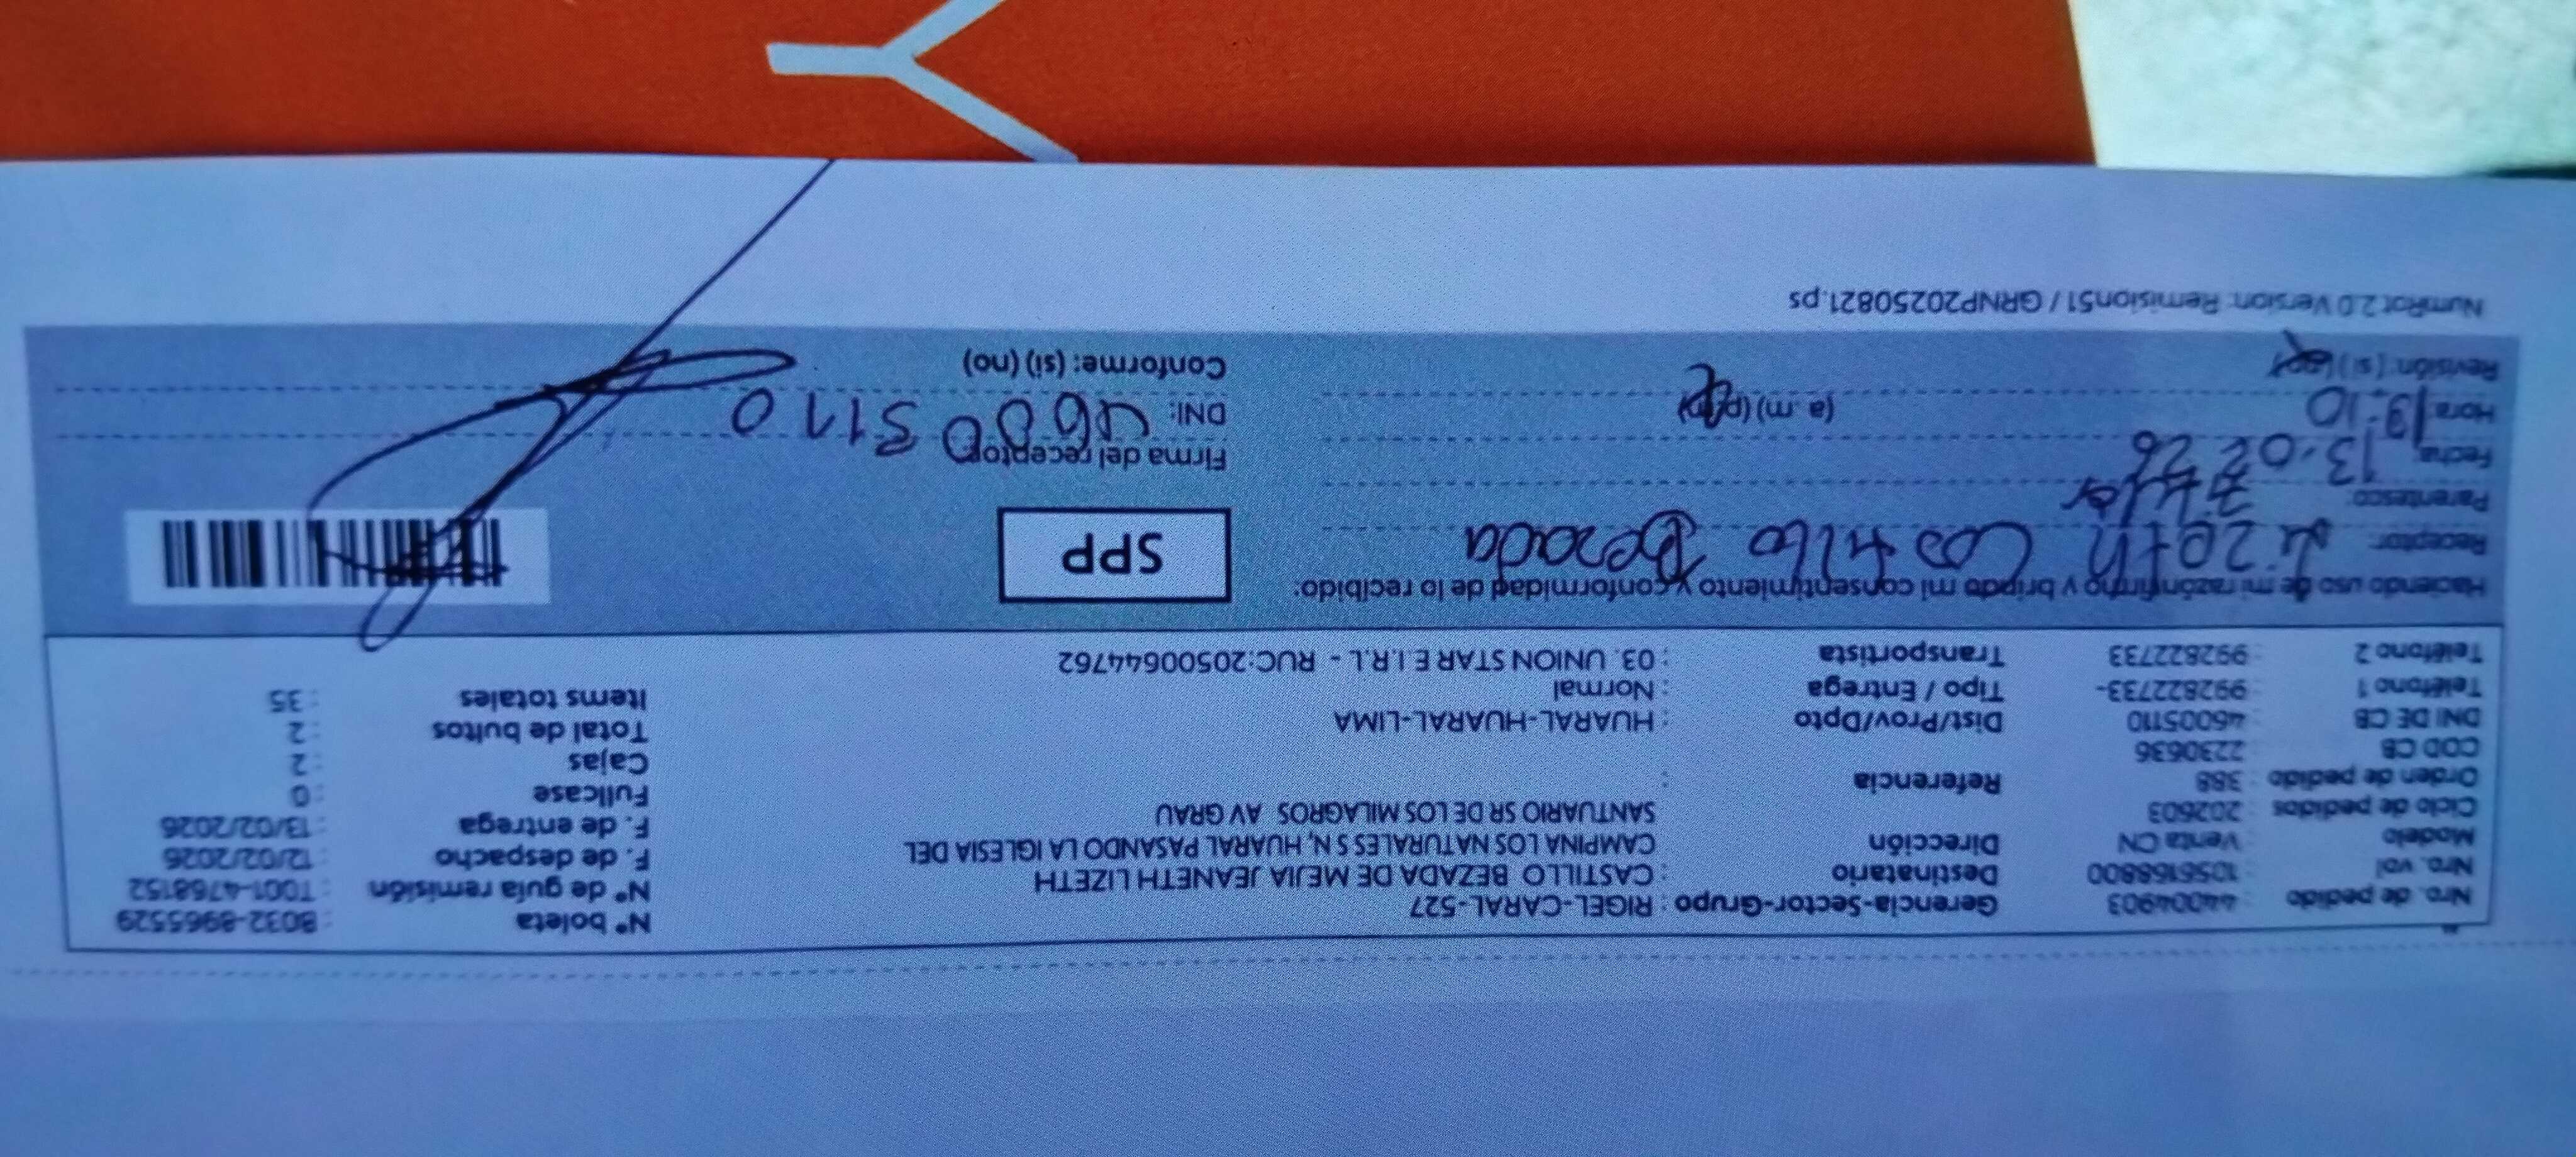 Nro. de pedido : 44004903
Nro. vol : 1056168800
Modelo : Venta CN
Ciclo de pedidos : 202603
Orden de pedido : 388
COD CB : 2230636
DNI DE CB : 46005110
Teléfono 1 : 992822733-
Teléfono 2 : 992822733
Gerencia-Sector-Grupo : RIGEL-CARAL-527
Destinatario : CASTILLO BEZADA DE MEJIA JEANETH LIZETH
Dirección CAMPINA LOS NATURALES S N, HUARAL PASANDO LA IGLESIA DEL
SANTUARIO SR DE LOS MILAGROS AV GRAU
Referencia :
Dist/Prov/Dpto : HUARAL-HUARAL-LIMA
Tipo / Entrega : Normal
Transportista : 03. UNION STAR E.I.R.L - RUC:20500644762
N° boleta : B032-8965529
N° de guía remisión : T001-4768152
F. de despacho : 12/02/2026
F. de entrega : 13/02/2026
Fullcase : 0
Cajas : 2
Total de bultos : 2
Items totales : 35
Haciendo uso de mi razón firmo y brindo mi consentimiento y conformidad de lo recibido:
Receptor: Lizeth Castillo Bezada
Parentesco:
Fecha: 13.02.26
Hora: 19:10 (a. m) (p. m)
Revisión: (si) (no)
SPP
Firma del receptor
DNI: 46005110
Conforme: (si) (no)
NumRot 2.0 Version: Remision51 / GRNP20250821.ps